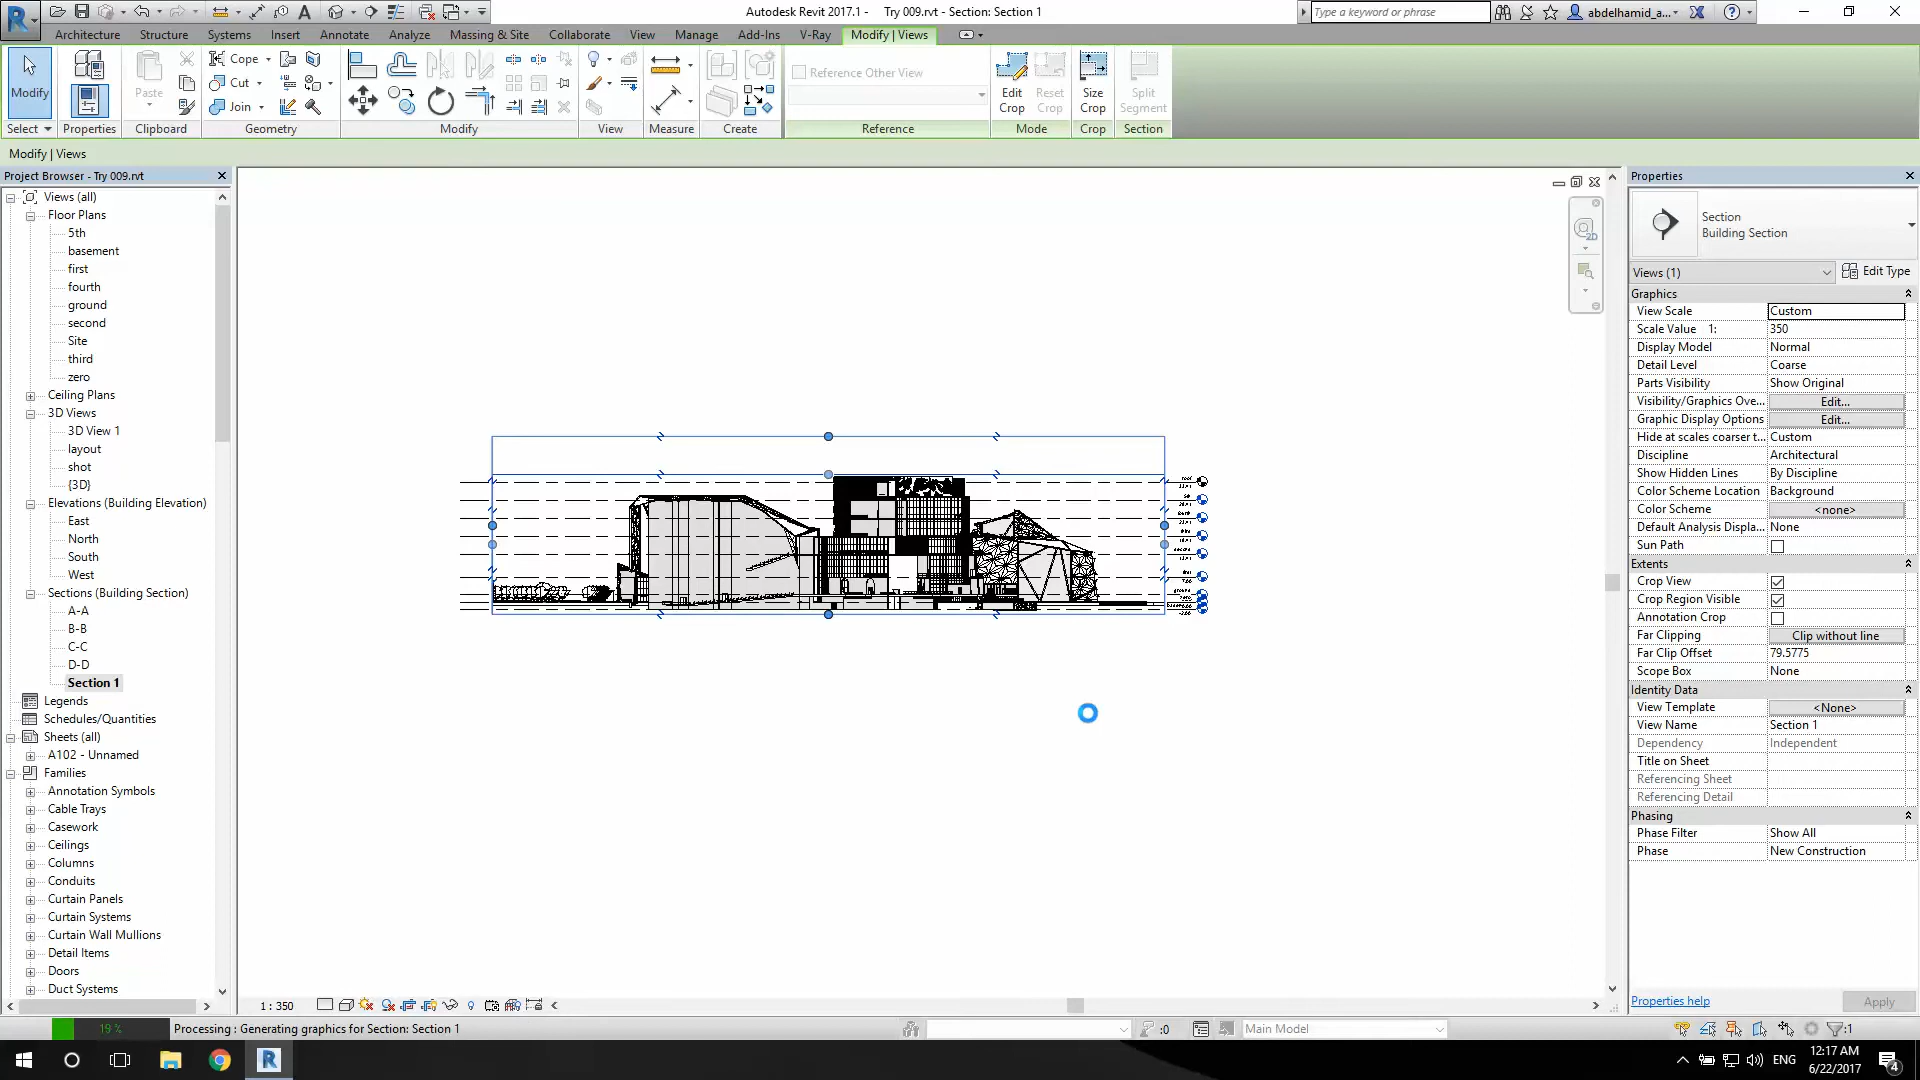 Autodesk Revit 2017.1 - Try 009.rvt - Section: Section 1
Type a keyword or phrase
abdelhamid_a...
Architecture
Structure
Systems
Insert
Annotate
Analyze
Massing & Site
Collaborate
View
Manage
Add-Ins
V-Ray
Modify | Views
Modify
Paste
Cope
Cut
Join
Reference Other View
Edit Crop
Reset Crop
Size Crop
Split Segment
Select
Properties
Clipboard
Geometry
Modify
View
Measure
Create
Reference
Mode
Crop
Section
Modify | Views
Project Browser - Try 009.rvt
Views (all)
Floor Plans
5th
basement
first
fourth
ground
second
Site
third
zero
Ceiling Plans
3D Views
3D View 1
layout
shot
{3D}
Elevations (Building Elevation)
East
North
South
West
Sections (Building Section)
A-A
B-B
C-C
D-D
Section 1
Legends
Schedules/Quantities
Sheets (all)
A102 - Unnamed
Families
Annotation Symbols
Cable Trays
Casework
Ceilings
Columns
Conduits
Curtain Panels
Curtain Systems
Curtain Wall Mullions
Detail Items
Doors
Duct Systems
2D
Properties
Section
Building Section
Views (1)
Edit Type
Graphics
View Scale Custom
Scale Value 1: 350
Display Model Normal
Detail Level Coarse
Parts Visibility Show Original
Visibility/Graphics Ove... Edit...
Graphic Display Options Edit...
Hide at scales coarser t... Custom
Discipline Architectural
Show Hidden Lines By Discipline
Color Scheme Location Background
Color Scheme <none>
Default Analysis Displa... None
Sun Path
Extents
Crop View
Crop Region Visible
Annotation Crop
Far Clipping Clip without line
Far Clip Offset 79.5775
Scope Box None
Identity Data
View Template <None>
View Name Section 1
Dependency Independent
Title on Sheet
Referencing Sheet
Referencing Detail
Phasing
Phase Filter Show All
Phase New Construction
Properties help
Apply
1 : 350
19 %
Processing : Generating graphics for Section: Section 1
:0
Main Model
:1
ENG
12:17 AM
6/22/2017
4